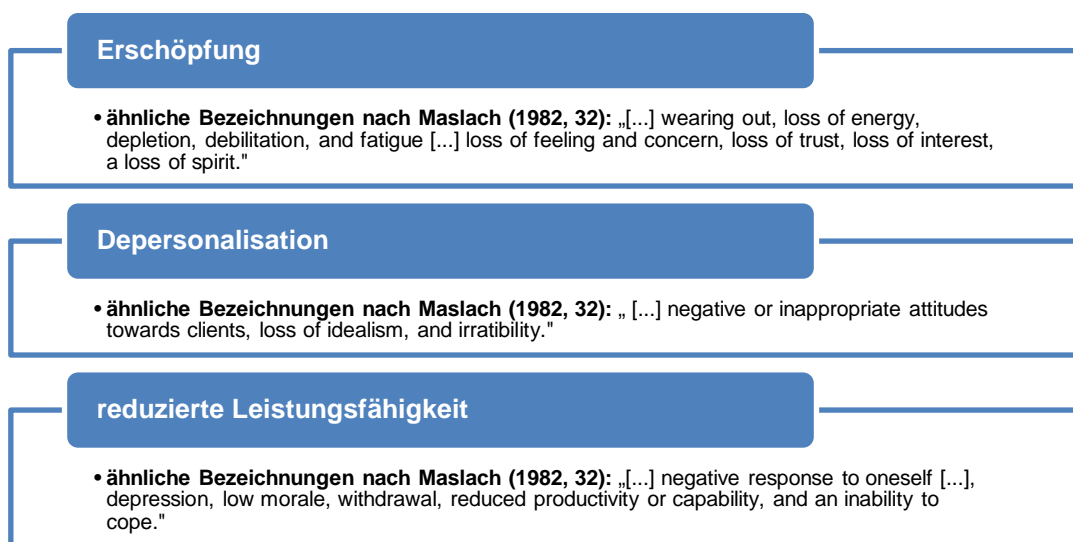 Erschöpfung
• ähnliche Bezeichnungen nach Maslach (1982, 32): „[...] wearing out, loss of energy,
depletion, debilitation, and fatigue [...] loss of feeling and concern, loss of trust, loss of interest,
a loss of spirit."
Depersonalisation
• ähnliche Bezeichnungen nach Maslach (1982, 32): „ [...] negative or inappropriate attitudes
towards clients, loss of idealism, and irratibility."
reduzierte Leistungsfähigkeit
• ähnliche Bezeichnungen nach Maslach (1982, 32): „[...] negative response to oneself [...],
depression, low morale, withdrawal, reduced productivity or capability, and an inability to
cope."